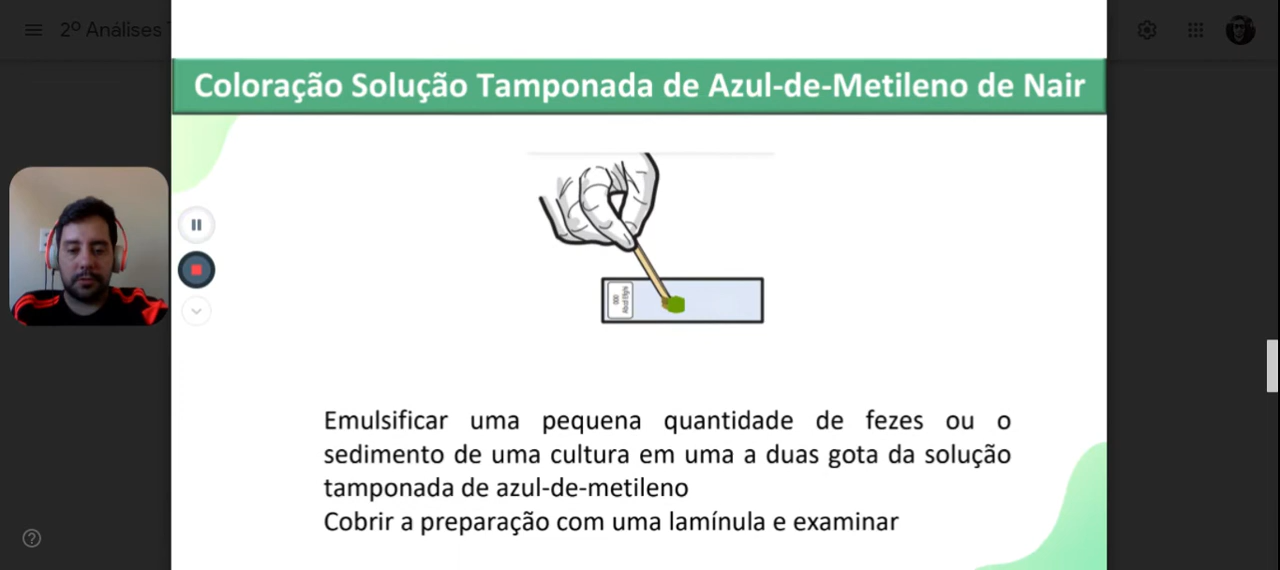 2º Análises
Coloração Solução Tamponada de Azul-de-Metileno de Nair
000
Emulsificar uma pequena quantidade de fezes ou o
sedimento de uma cultura em uma a duas gota da solução
tamponada de azul-de-metileno
Cobrir a preparação com uma lamínula e examinar